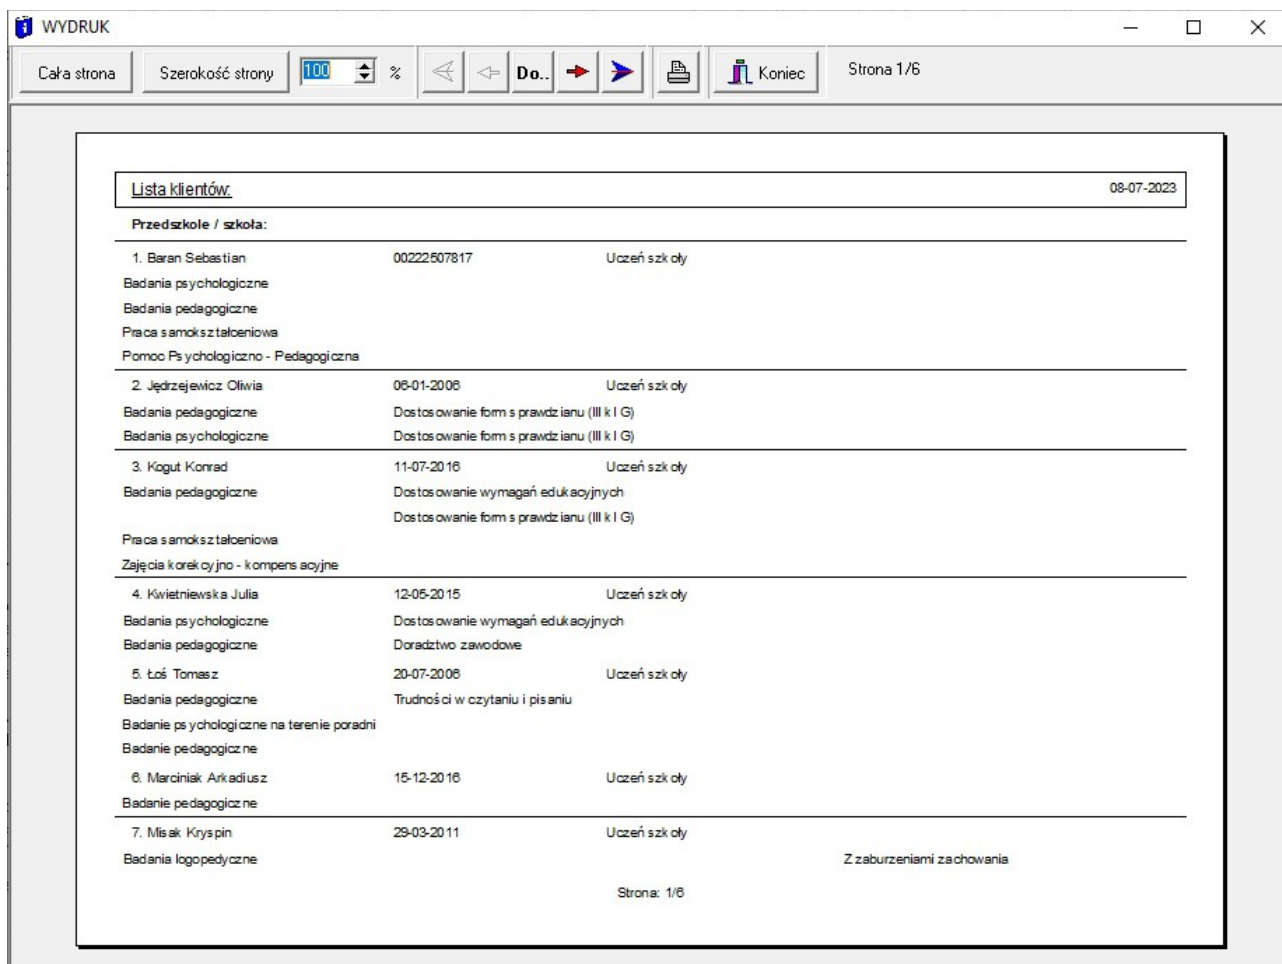 WYDRUK
Cała strona Szerokość strony 100 % Do.. Koniec Strona 1/6
Lista klientów: 08-07-2023
Przedszkole / szkoła:
1. Baran Sebastian 00222507817 Uczeń szkoły
Badania psychologiczne
Badania pedagogiczne
Praca samokształceniowa
Pomoc Psychologiczno - Pedagogiczna
2. Jędrzejewicz Oliwia 06-01-2006 Uczeń szkoły
Badania pedagogiczne Dostosowanie form sprawdzianu (III k I G)
Badania psychologiczne Dostosowanie form sprawdzianu (III k I G)
3. Kogut Konrad 11-07-2016 Uczeń szkoły
Badania pedagogiczne Dostosowanie wymagań edukacyjnych
Dostosowanie form sprawdzianu (III k I G)
Praca samokształceniowa
Zajęcia korekcyjno - kompensacyjne
4. Kwietniewska Julia 12-05-2015 Uczeń szkoły
Badania psychologiczne Dostosowanie wymagań edukacyjnych
Badania pedagogiczne Doradztwo zawodowe
5. Łoś Tomasz 20-07-2006 Uczeń szkoły
Badania pedagogiczne Trudności w czytaniu i pisaniu
Badanie psychologiczne na terenie poradni
Badanie pedagogiczne
6. Marciniak Arkadiusz 15-12-2016 Uczeń szkoły
Badanie pedagogiczne
7. Misak Kryspin 29-03-2011 Uczeń szkoły
Badania logopedyczne Z zaburzeniami zachowania
Strona: 1/6